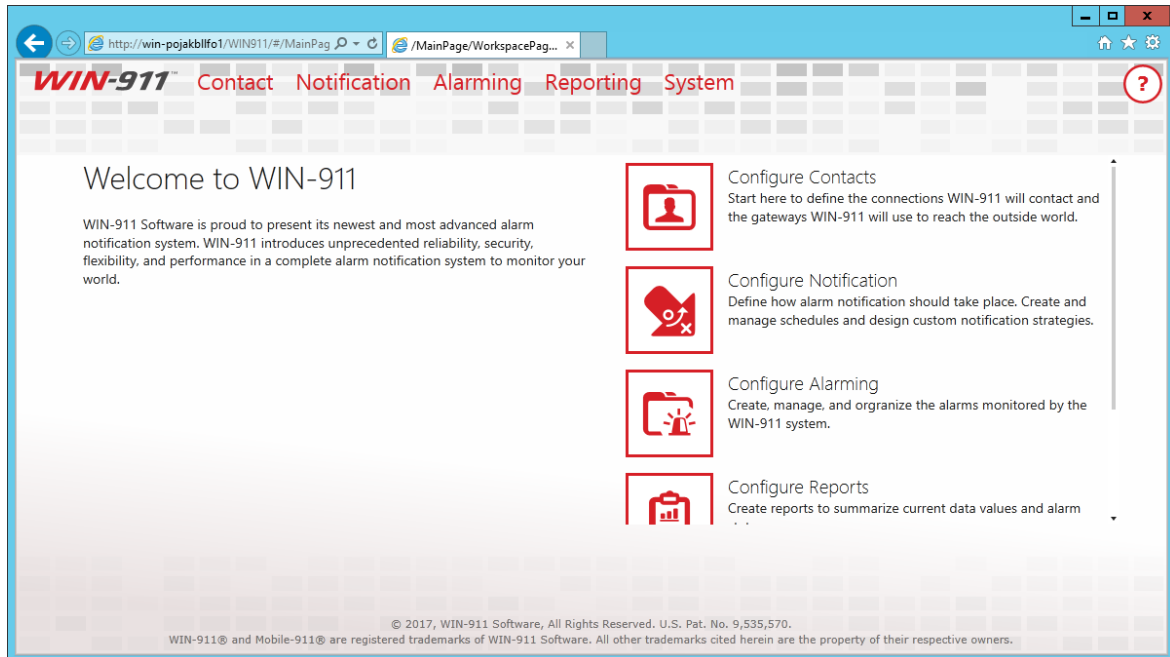 x
http://win-pojakbllfo1/WIN911/#/MainPag
/MainPage/WorkspacePag... ×
WIN-911™ Contact Notification Alarming Reporting System ?
Welcome to WIN-911
WIN-911 Software is proud to present its newest and most advanced alarm
notification system. WIN-911 introduces unprecedented reliability, security,
flexibility, and performance in a complete alarm notification system to monitor your
world.
Configure Contacts
Start here to define the connections WIN-911 will contact and
the gateways WIN-911 will use to reach the outside world.
Configure Notification
Define how alarm notification should take place. Create and
manage schedules and design custom notification strategies.
Configure Alarming
Create, manage, and orgranize the alarms monitored by the
WIN-911 system.
Configure Reports
Create reports to summarize current data values and alarm
© 2017, WIN-911 Software, All Rights Reserved. U.S. Pat. No. 9,535,570.
WIN-911® and Mobile-911® are registered trademarks of WIN-911 Software. All other trademarks cited herein are the property of their respective owners.